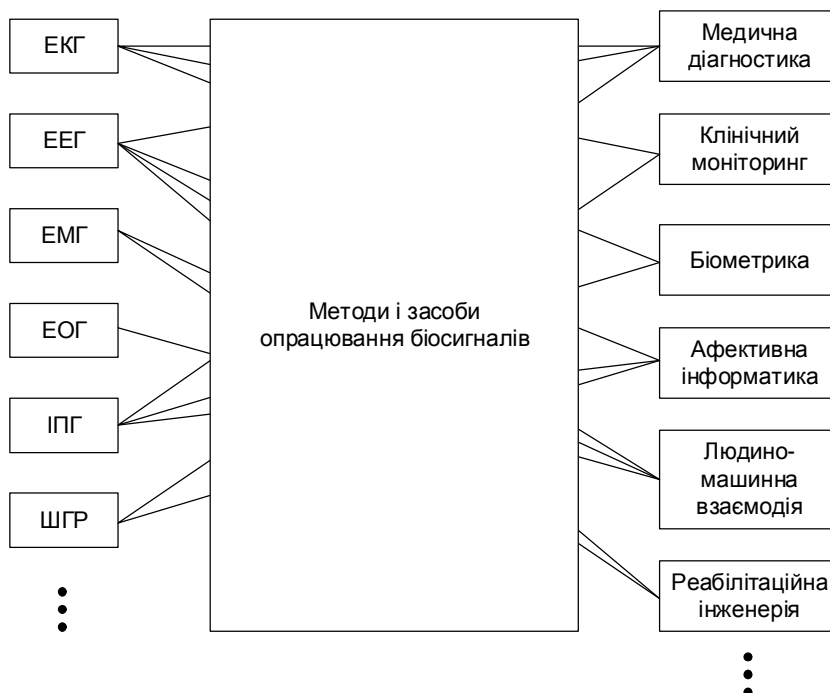 ЕКГ
ЕЕГ
ЕМГ
ЕОГ
ІПГ
ШГР
Методи і засоби
опрацювання біосигналів
Медична
діагностика
Клінічний
моніторинг
Біометрика
Афективна
інформатика
Людино-
машинна
взаємодія
Реабілітаційна
інженерія